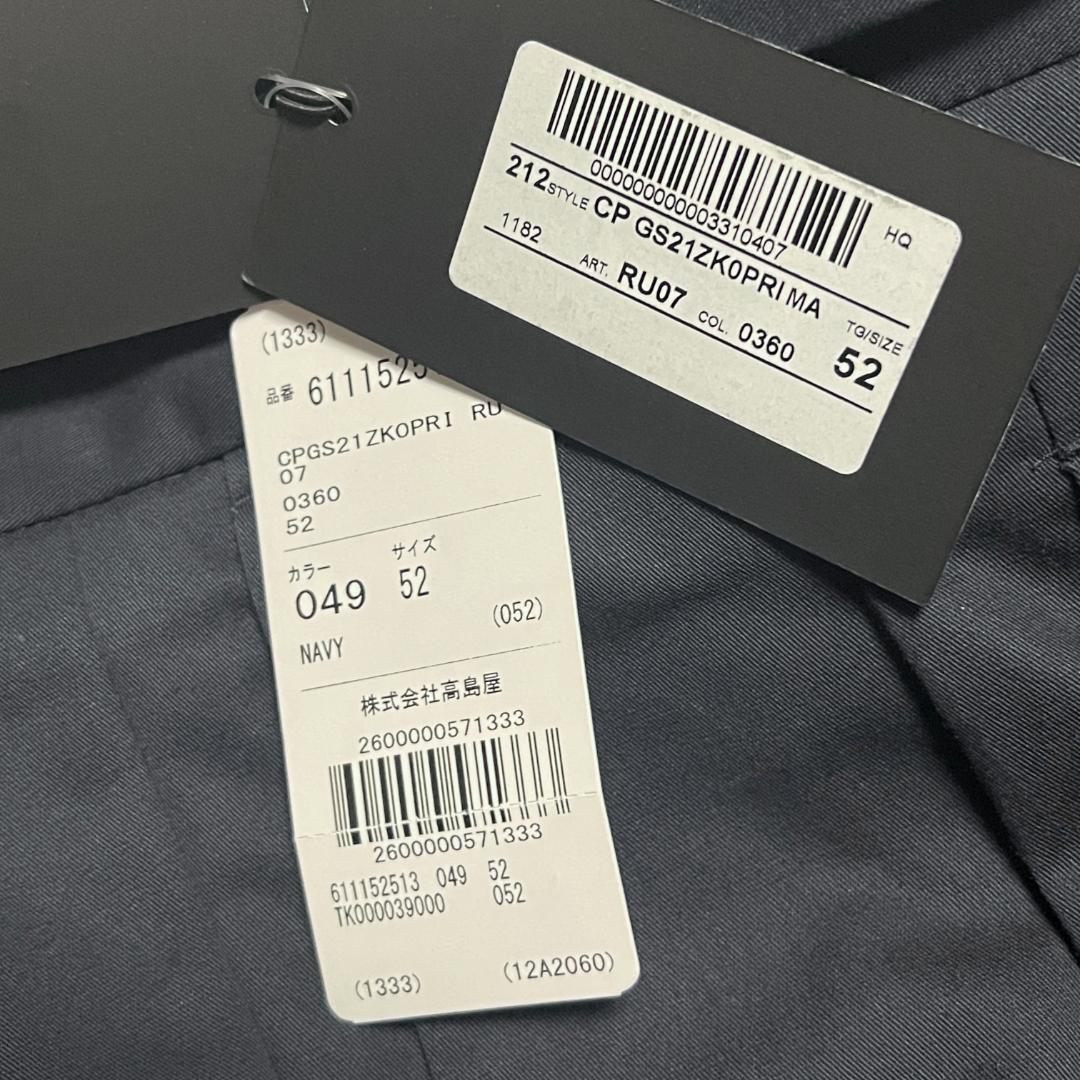 HQ
000000000003310407
212 STYLE CP GS21ZK0PRIMA
1182 ART. RU07 COL. 0360 TG/SIZE 52
(1333)
品番
CPGS21ZK0PRI RU
07
0360
52
カラー サイズ
049 52
NAVY (052)
株式会社高島屋
2600000571333
2600000571333
611152513 049 52
TK000039000 052
(1333) (12A2060)